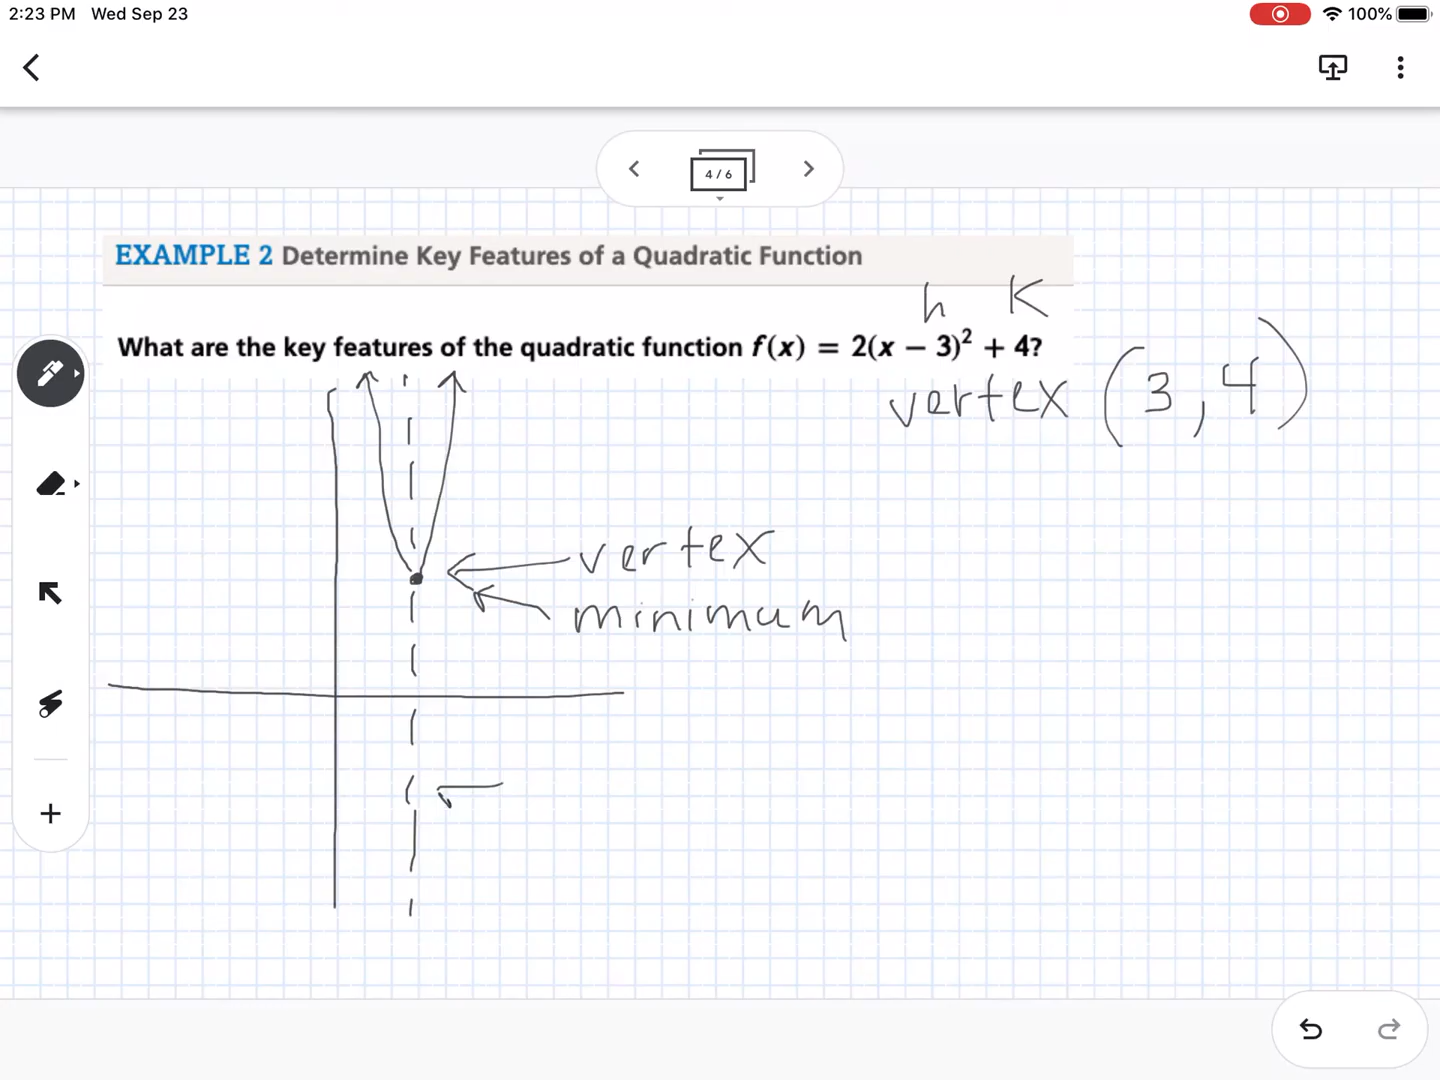 2:23 PM Wed Sep 23
100%
4 / 6
EXAMPLE 2 Determine Key Features of a Quadratic Function
h K
What are the key features of the quadratic function f(x) = 2(x − 3)² + 4?
vertex (3, 4)
vertex
minimum